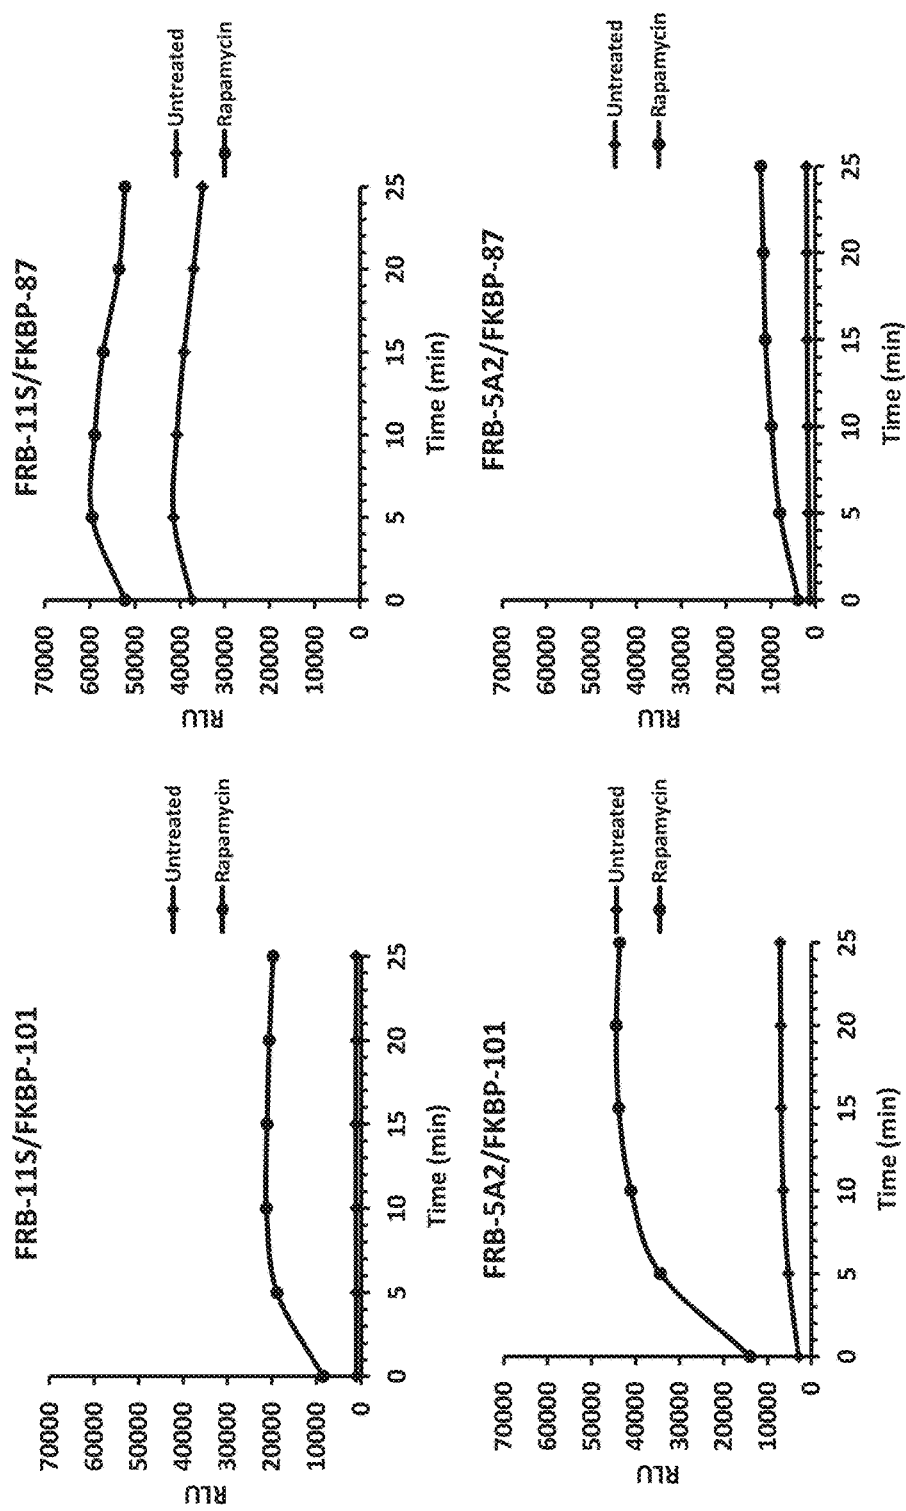 FRB-11S/FKBP-101
70000
60000
50000
40000
30000
20000
10000
0
RLU
0 5 10 15 20 25
Time (min)
Untreated
Rapamycin
FRB-11S/FKBP-87
70000
60000
50000
40000
30000
20000
10000
0
RLU
0 5 10 15 20 25
Time (min)
Untreated
Rapamycin
FRB-5A2/FKBP-101
70000
60000
50000
40000
30000
20000
10000
0
RLU
0 5 10 15 20 25
Time (min)
Untreated
Rapamycin
FRB-5A2/FKBP-87
70000
60000
50000
40000
30000
20000
10000
0
RLU
0 5 10 15 20 25
Time (min)
Untreated
Rapamycin